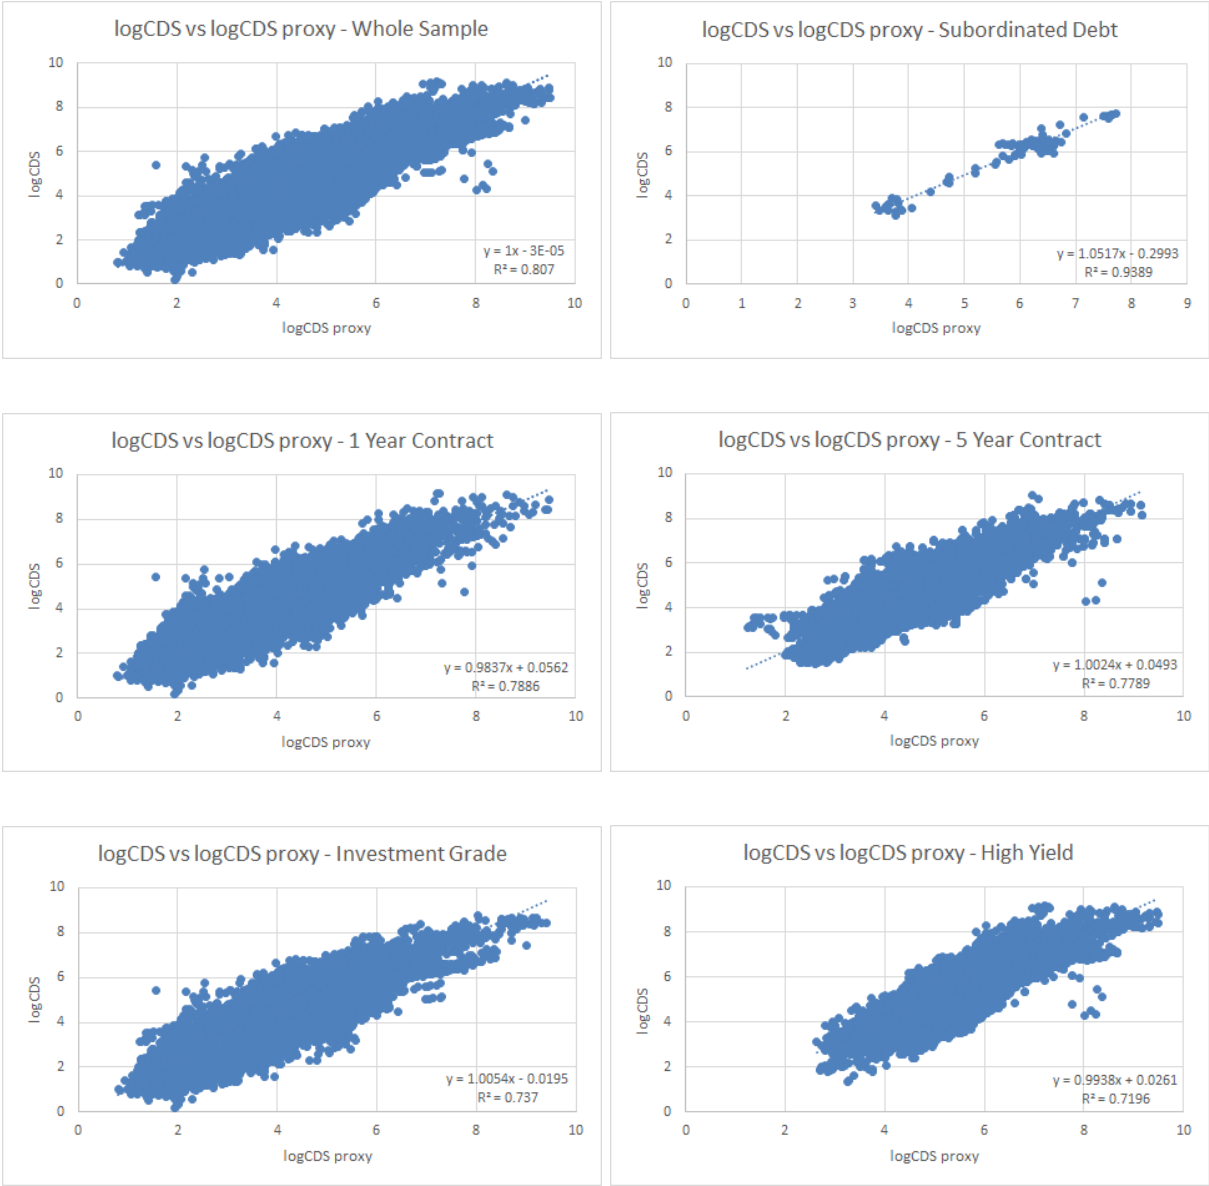 logCDS vs logCDS proxy - Whole Sample
10
8
6
4
2
0
logCDS
y = 1x - 3E-05
R² = 0.807
0 2 4 6 8 10
logCDS proxy
logCDS vs logCDS proxy - Subordinated Debt
10
8
6
4
2
0
logCDS
y = 1.0517x - 0.2993
R² = 0.9389
0 1 2 3 4 5 6 7 8 9
logCDS proxy
logCDS vs logCDS proxy - 1 Year Contract
10
8
6
4
2
0
logCDS
y = 0.9837x + 0.0562
R² = 0.7886
0 2 4 6 8 10
logCDS proxy
logCDS vs logCDS proxy - 5 Year Contract
10
8
6
4
2
0
logCDS
y = 1.0024x + 0.0493
R² = 0.7789
0 2 4 6 8 10
logCDS proxy
logCDS vs logCDS proxy - Investment Grade
10
8
6
4
2
0
logCDS
y = 1.0054x - 0.0195
R² = 0.737
0 2 4 6 8 10
logCDS proxy
logCDS vs logCDS proxy - High Yield
10
8
6
4
2
0
logCDS
y = 0.9938x + 0.0261
R² = 0.7196
0 2 4 6 8 10
logCDS proxy